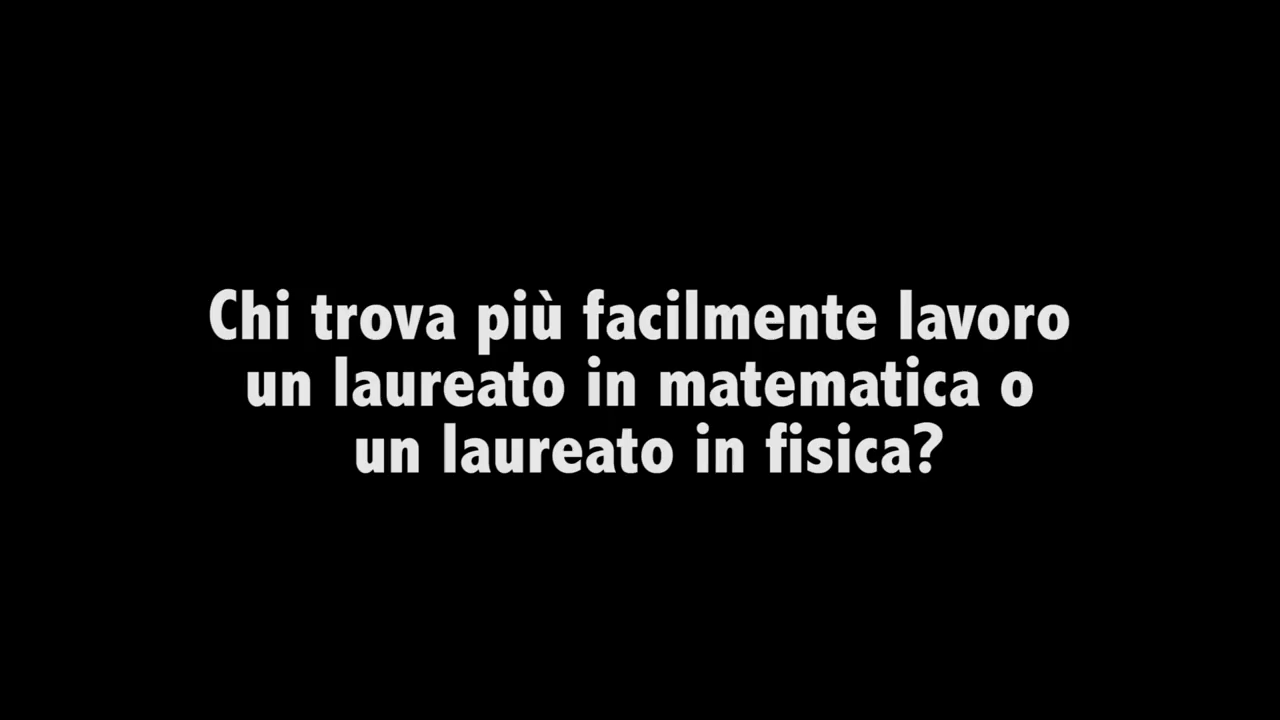 Chi trova più facilmente lavoro
un laureato in matematica o
un laureato in fisica?